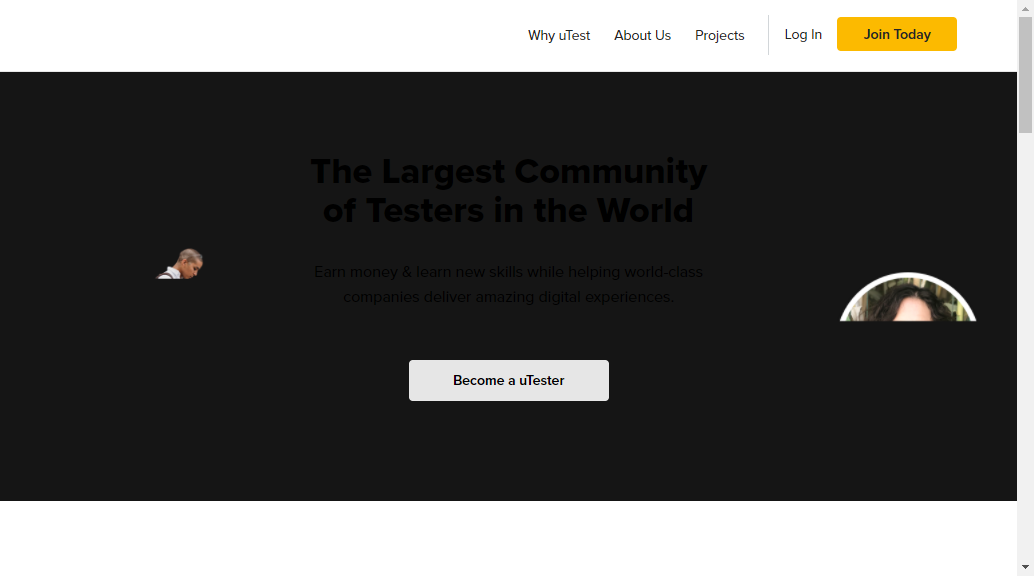 Why uTest
About Us
Projects
Log In
Join Today
The Largest Community
of Testers in the World
Earn money & learn new skills while helping world-class
companies deliver amazing digital experiences.
Become a uTester